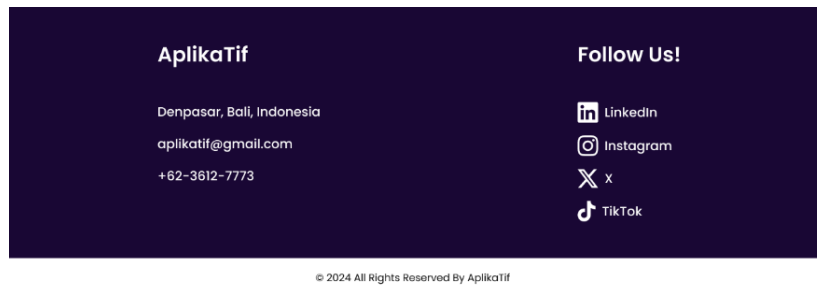 AplikaTif
Denpasar, Bali, Indonesia
aplikatif@gmail.com
+62-3612-7773
Follow Us!
LinkedIn
Instagram
X
TikTok
© 2024 All Rights Reserved By AplikaTif